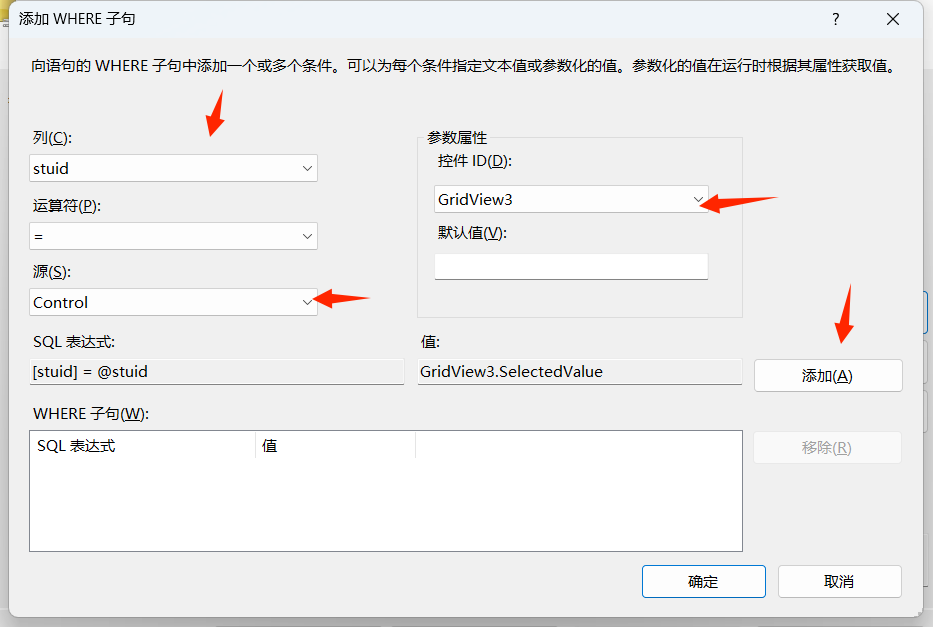 添加 WHERE 子句
?
向语句的 WHERE 子句中添加一个或多个条件。可以为每个条件指定文本值或参数化的值。参数化的值在运行时根据其属性获取值。
列(C):
stuid
运算符(P):
=
源(S):
Control
参数属性
控件 ID(D):
GridView3
默认值(V):
SQL 表达式:
[stuid] = @stuid
值:
GridView3.SelectedValue
添加(A)
WHERE 子句(W):
SQL 表达式 值
移除(R)
确定 取消